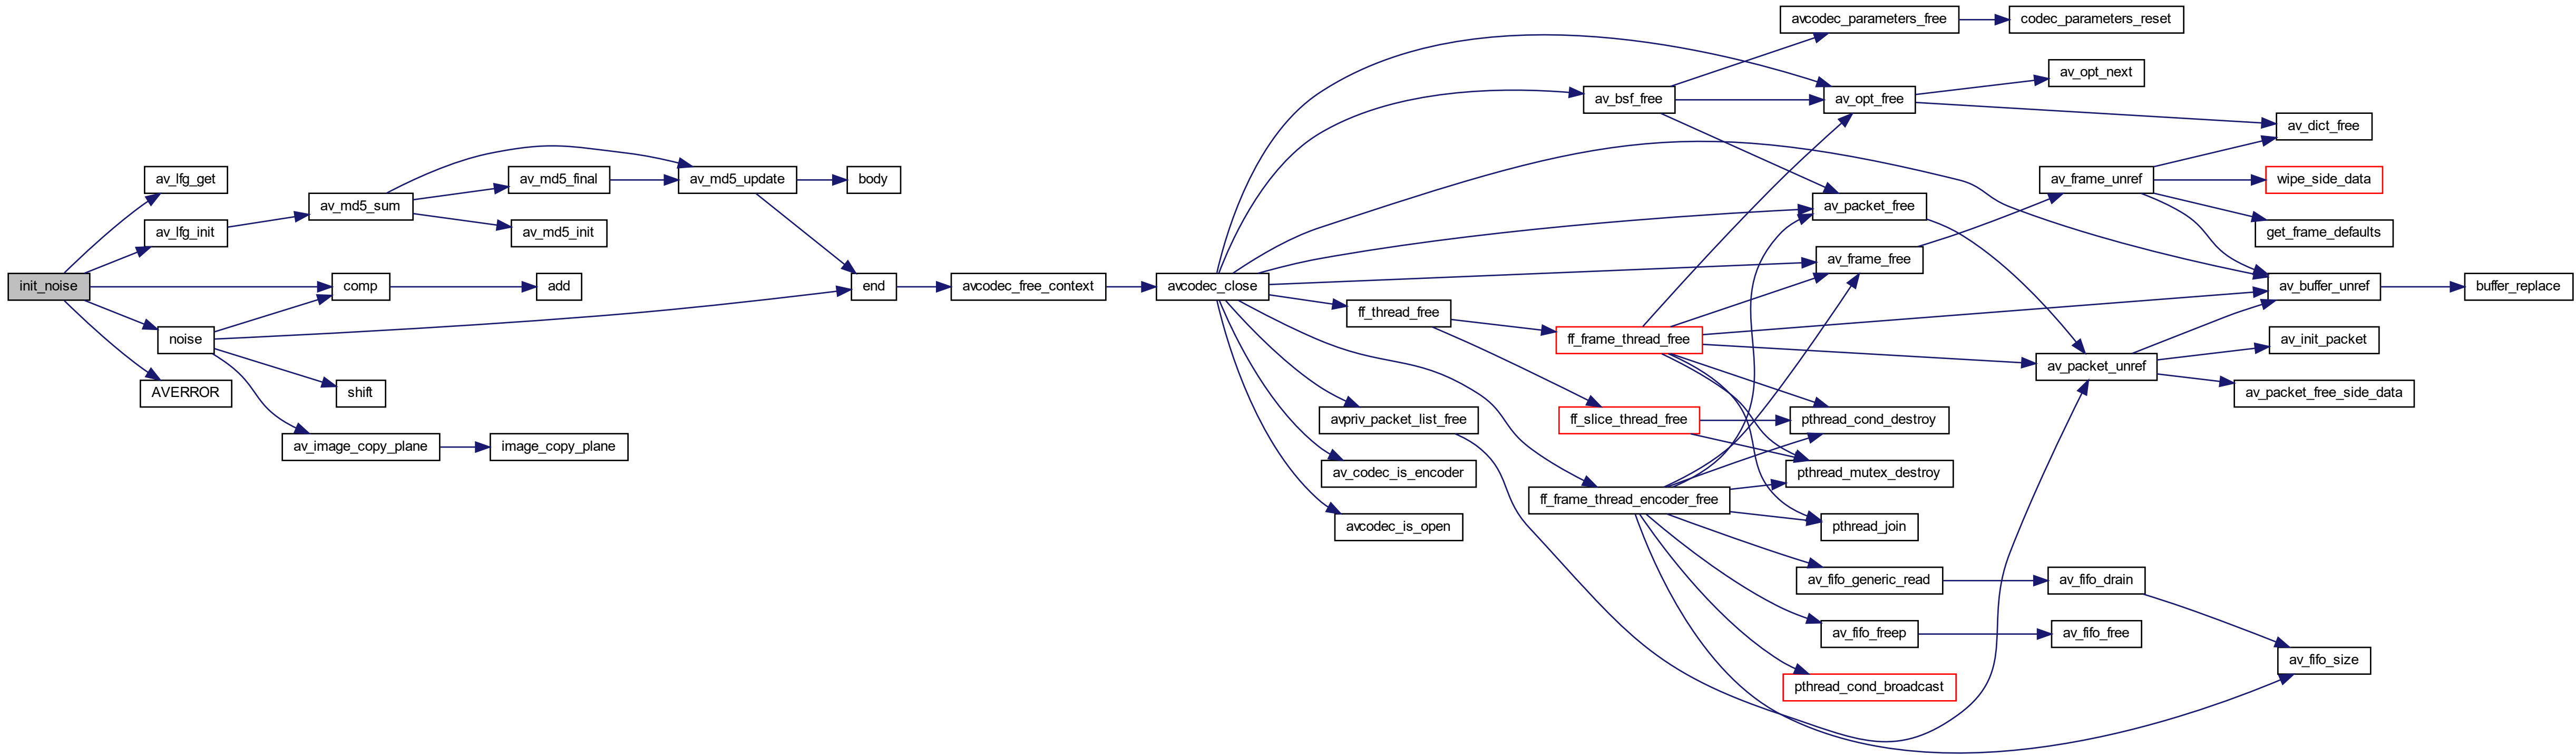 init_noise
av_lfg_get
av_lfg_init
comp
noise
AVERROR
av_md5_sum
shift
av_image_copy_plane
av_md5_final
av_md5_init
add
image_copy_plane
av_md5_update
body
end
avcodec_free_context
avcodec_close
ff_thread_free
avpriv_packet_list_free
av_codec_is_encoder
avcodec_is_open
av_bsf_free
ff_frame_thread_free
ff_slice_thread_free
ff_frame_thread_encoder_free
avcodec_parameters_free
av_opt_free
av_packet_free
av_frame_free
pthread_cond_destroy
pthread_mutex_destroy
pthread_join
av_fifo_generic_read
av_fifo_freep
pthread_cond_broadcast
codec_parameters_reset
av_opt_next
av_frame_unref
av_packet_unref
av_fifo_drain
av_fifo_free
av_dict_free
wipe_side_data
get_frame_defaults
av_buffer_unref
av_init_packet
av_packet_free_side_data
av_fifo_size
buffer_replace